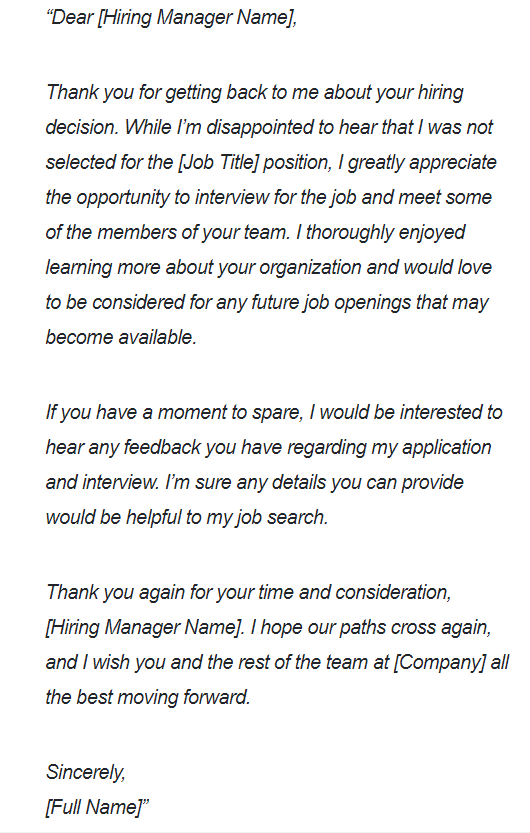 “Dear [Hiring Manager Name],
Thank you for getting back to me about your hiring
decision. While I’m disappointed to hear that I was not
selected for the [Job Title] position, I greatly appreciate
the opportunity to interview for the job and meet some
of the members of your team. I thoroughly enjoyed
learning more about your organization and would love
to be considered for any future job openings that may
become available.
If you have a moment to spare, I would be interested to
hear any feedback you have regarding my application
and interview. I’m sure any details you can provide
would be helpful to my job search.
Thank you again for your time and consideration,
[Hiring Manager Name]. I hope our paths cross again,
and I wish you and the rest of the team at [Company] all
the best moving forward.
Sincerely,
[Full Name]”